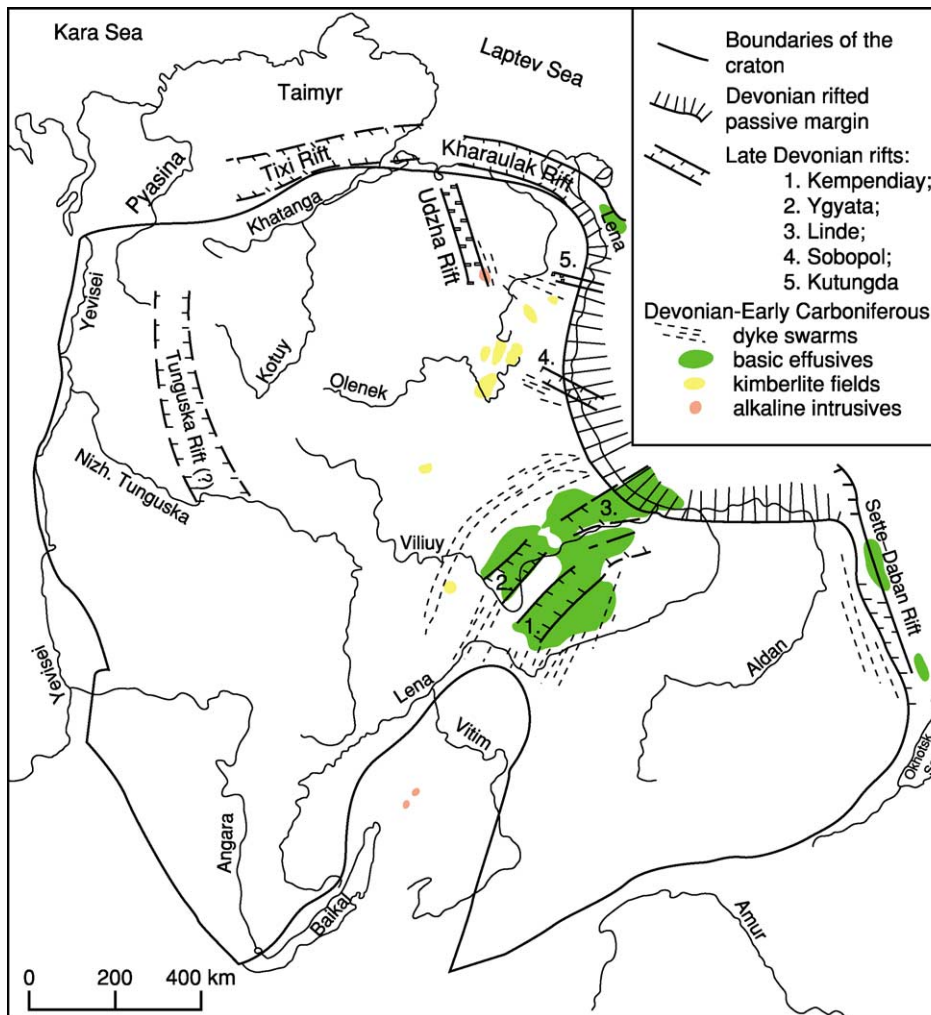 Kara Sea
Laptev Sea
Taimyr
Tixi Rift
Kharaulak Rift
Pyasina
Khatanga
Udzha Rift
Lena
Yevisei
Kotuy
Tunguska Rift (?)
Olenek
5.
4.
Nizh. Tunguska
Viliuy
3.
2.
1.
1.
Sette-Daban Rift
Yevisei
Lena
Vitim
Aldan
Okhotsk
Angara
Baikal
Amur
0 200 400 km
Boundaries of the
craton
Devonian rifted
passive margin
Late Devonian rifts:
1. Kempendiay;
2. Ygyata;
3. Linde;
4. Sobopol;
5. Kutungda
Devonian-Early Carboniferous
dyke swarms
basic effusives
kimberlite fields
alkaline intrusives